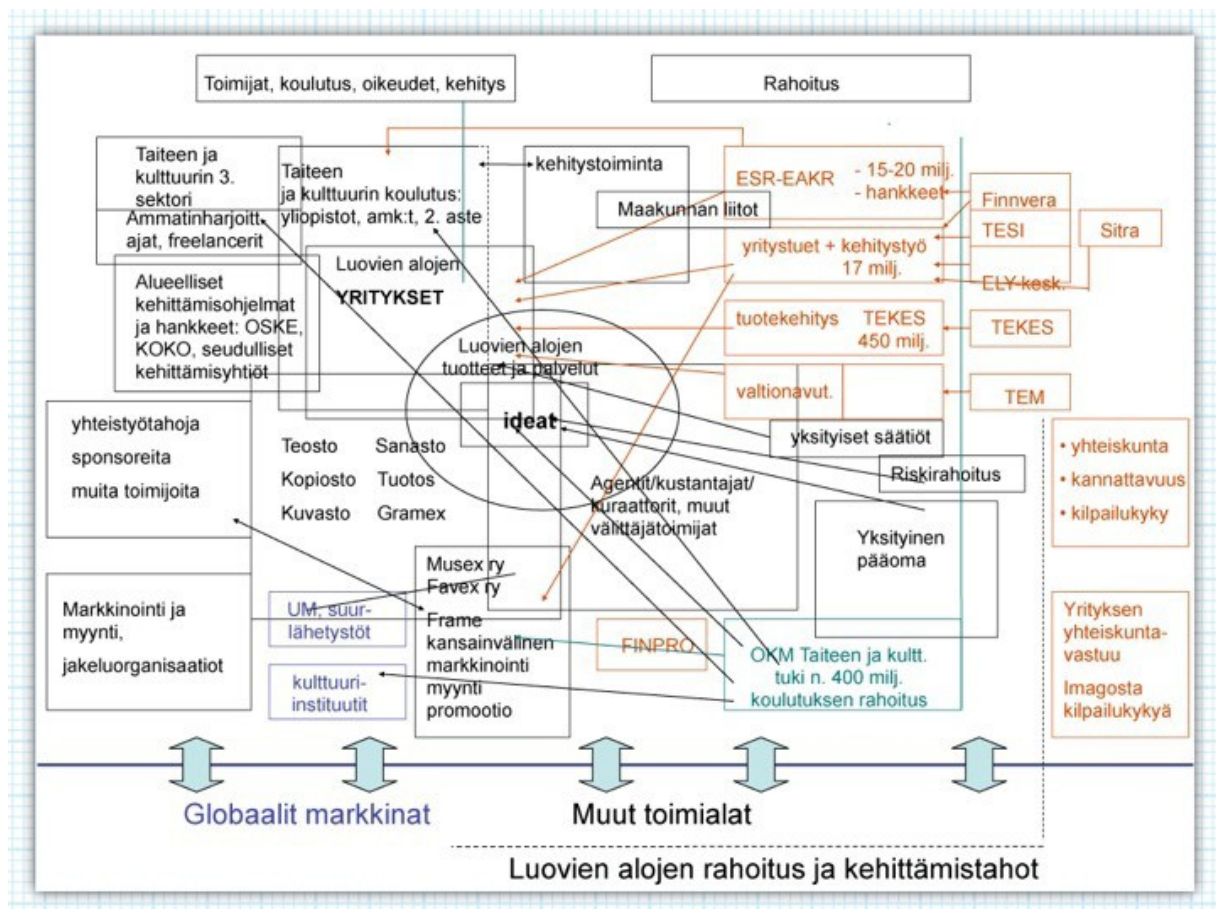 Toimijat, koulutus, oikeudet, kehitys
Rahoitus
Taiteen ja
kulttuurin 3.
sektori
Ammatinharjoitt
ajat, freelancerit
Taiteen
ja kulttuurin koulutus:
yliopistot, amk:t, 2. aste
kehitystoiminta
Maakunnan liitot
ESR-EAKR
- 15-20 milj.
- hankkeet
Finnvera
TESI
ELY-kesk.
Sitra
yritystuet + kehitystyö
17 milj.
Alueelliset
kehittämisohjelmat
ja hankkeet: OSKE,
KOKO, seudulliset
kehittämisyhtiöt
Luovien alojen
YRITYKSET
tuotekehitys TEKES
450 milj.
TEKES
Luovien alojen
tuotteet ja palvelut
ideat
valtionavut.
TEM
yhteistyötahoja
sponsoreita
muita toimijoita
Teosto Sanasto
Kopiosto Tuotos
Kuvasto Gramex
yksityiset säätiöt
Riskirahoitus
• yhteiskunta
• kannattavuus
• kilpailukyky
Agentit/kustantajat/
kuraattorit, muut
välittäjätoimijat
Yksityinen
pääoma
Markkinointi ja
myynti,
jakeluorganisaatiot
UM, suur-
lähetystöt
kulttuuri-
instituutit
Musex ry
Favex ry
Frame
kansainvälinen
markkinointi
myynti
promootio
FINPRO
OKM Taiteen ja kultt.
tuki n. 400 milj.
koulutuksen rahoitus
Yrityksen
yhteiskunta-
vastuu
Imagosta
kilpailukykyä
Globaalit markkinat
Muut toimialat
Luovien alojen rahoitus ja kehittämistahot